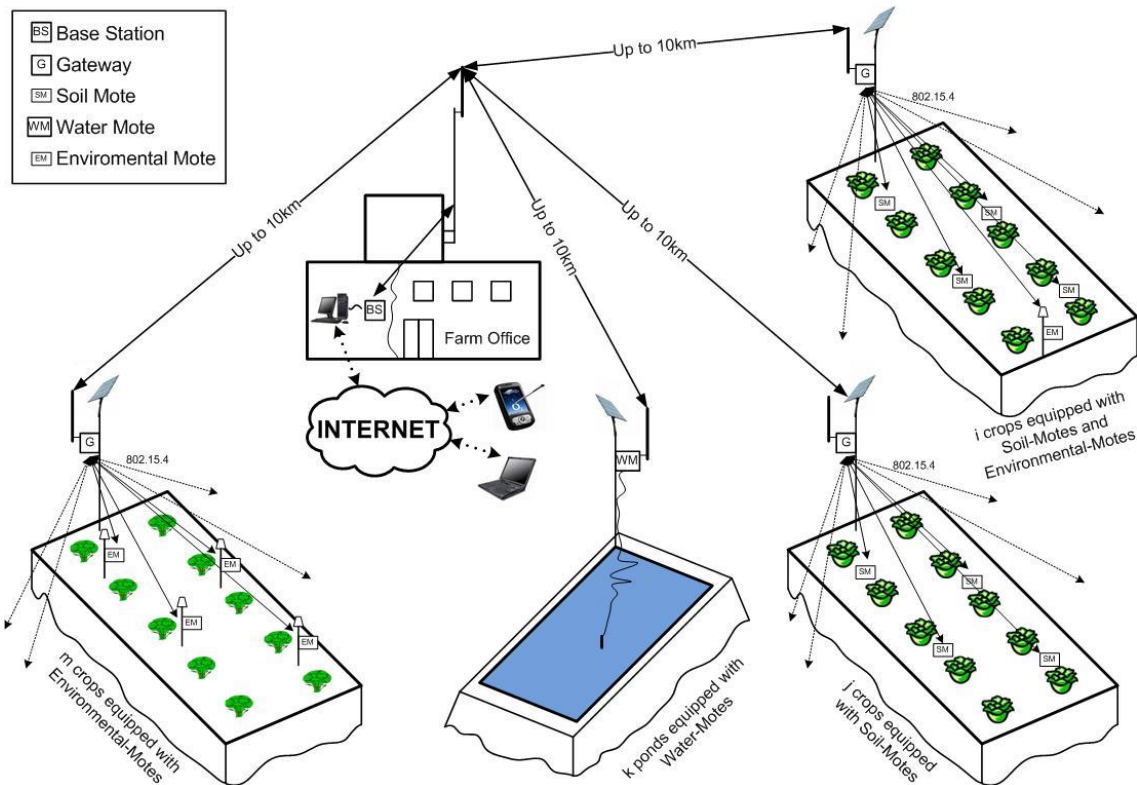 BS Base Station
G Gateway
SM Soil Mote
WM Water Mote
EM Enviromental Mote
Up to 10km
Up to 10km
Up to 10km
Up to 10km
G
802.15.4
SM
SM
SM
SM
EM
i crops equipped with
Soil-Motes and
Environmental-Motes
BS
Farm Office
INTERNET
G
802.15.4
EM
EM
EM
EM
m crops equipped with
Environmental-Motes
WM
k ponds equipped with
Water-Motes
G
802.15.4
SM
SM
SM
SM
j crops equipped
with Soil-Motes